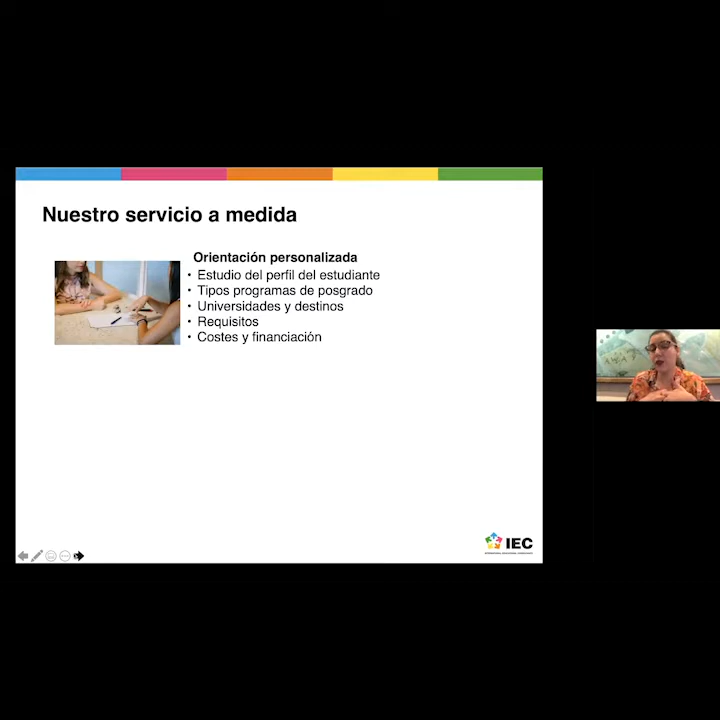 Nuestro servicio a medida
Orientación personalizada
• Estudio del perfil del estudiante
• Tipos programas de posgrado
• Universidades y destinos
• Requisitos
• Costes y financiación
IEC